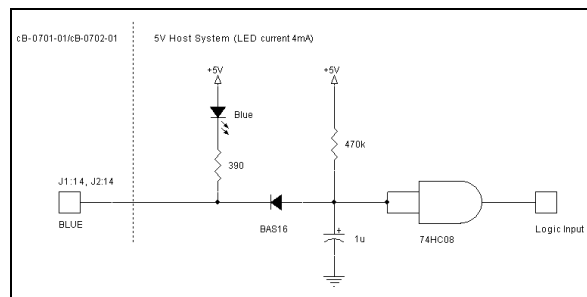 cB-0701-01/cB-0702-01
5V Host System (LED current 4mA)
+5V
+5V
Blue
390
470k
J1:14, J2:14
BLUE
BAS16
+
1u
74HC08
Logic Input